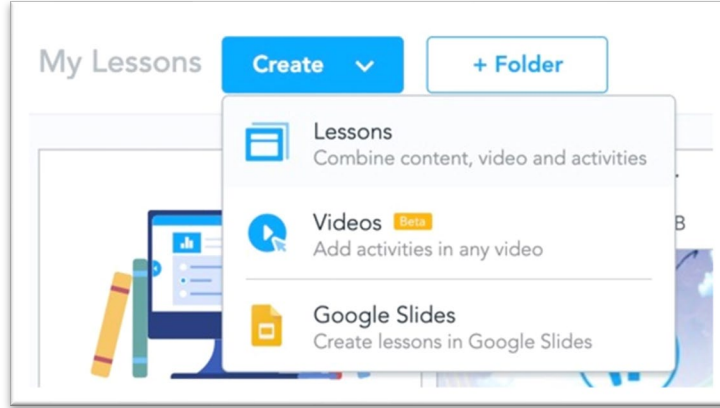 My Lessons Create + Folder
Lessons
Combine content, video and activities
Videos Beta
Add activities in any video
B
Google Slides
Create lessons in Google Slides